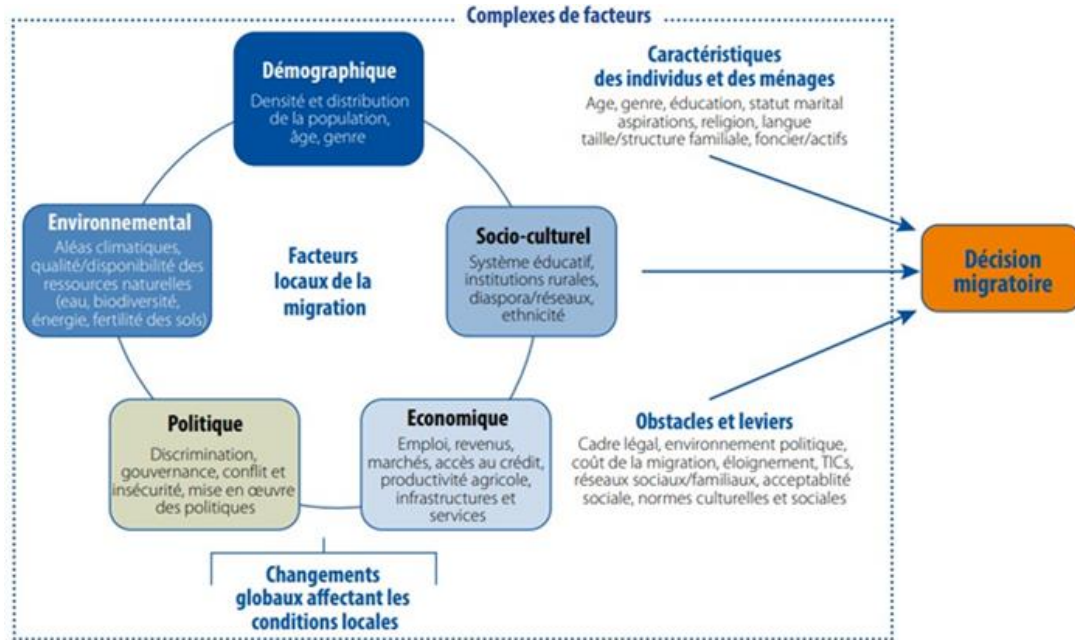 Complexes de facteurs
Démographique
Densité et distribution
de la population,
âge, genre
Caractéristiques
des individus et des ménages
Age, genre, éducation, statut marital
aspirations, religion, langue
taille/structure familiale, foncier/actifs
Environnemental
Aléas climatiques,
qualité/disponibilité des
ressources naturelles
(eau, biodiversité,
énergie, fertilité des sols)
Facteurs
locaux de la
migration
Socio-culturel
Système éducatif,
institutions rurales,
diaspora/réseaux,
ethnicité
Décision
migratoire
Politique
Discrimination,
gouvernance, conflit et
insécurité, mise en œuvre
des politiques
Economique
Emploi, revenus,
marchés, accès au crédit,
productivité agricole,
infrastructures et
services
Obstacles et leviers
Cadre légal, environnement politique,
coût de la migration, éloignement, TICs,
réseaux sociaux/familiaux, acceptabilité
sociale, normes culturelles et sociales
Changements
globaux affectant les
conditions locales